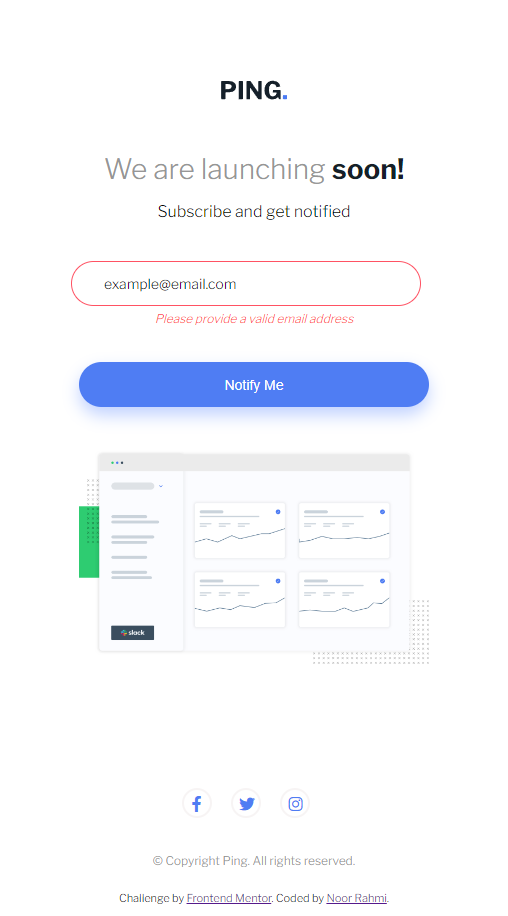 PING.
We are launching soon!
Subscribe and get notified
example@email.com
Please provide a valid email address
Notify Me
slack
© Copyright Ping. All rights reserved.
Challenge by Frontend Mentor. Coded by Noor Rahmi.